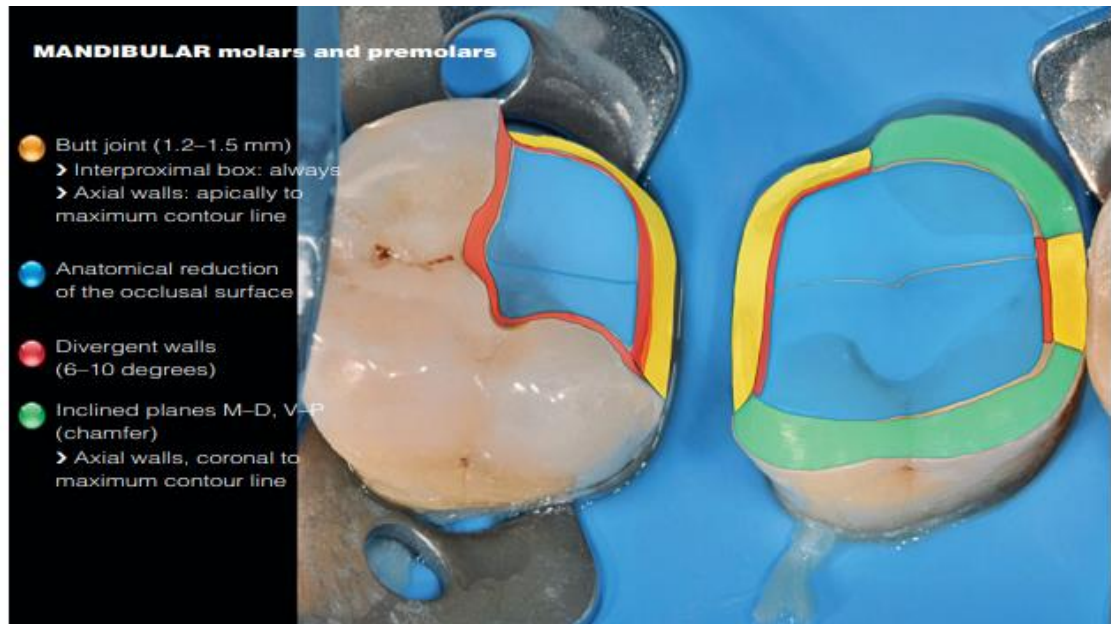 MANDIBULAR molars and premolars
Butt joint (1.2–1.5 mm)
> Interproximal box: always
> Axial walls: apically to
maximum contour line
Anatomical reduction
of the occlusal surface
Divergent walls
(6–10 degrees)
Inclined planes M–D, V–P
(chamfer)
> Axial walls, coronal to
maximum contour line